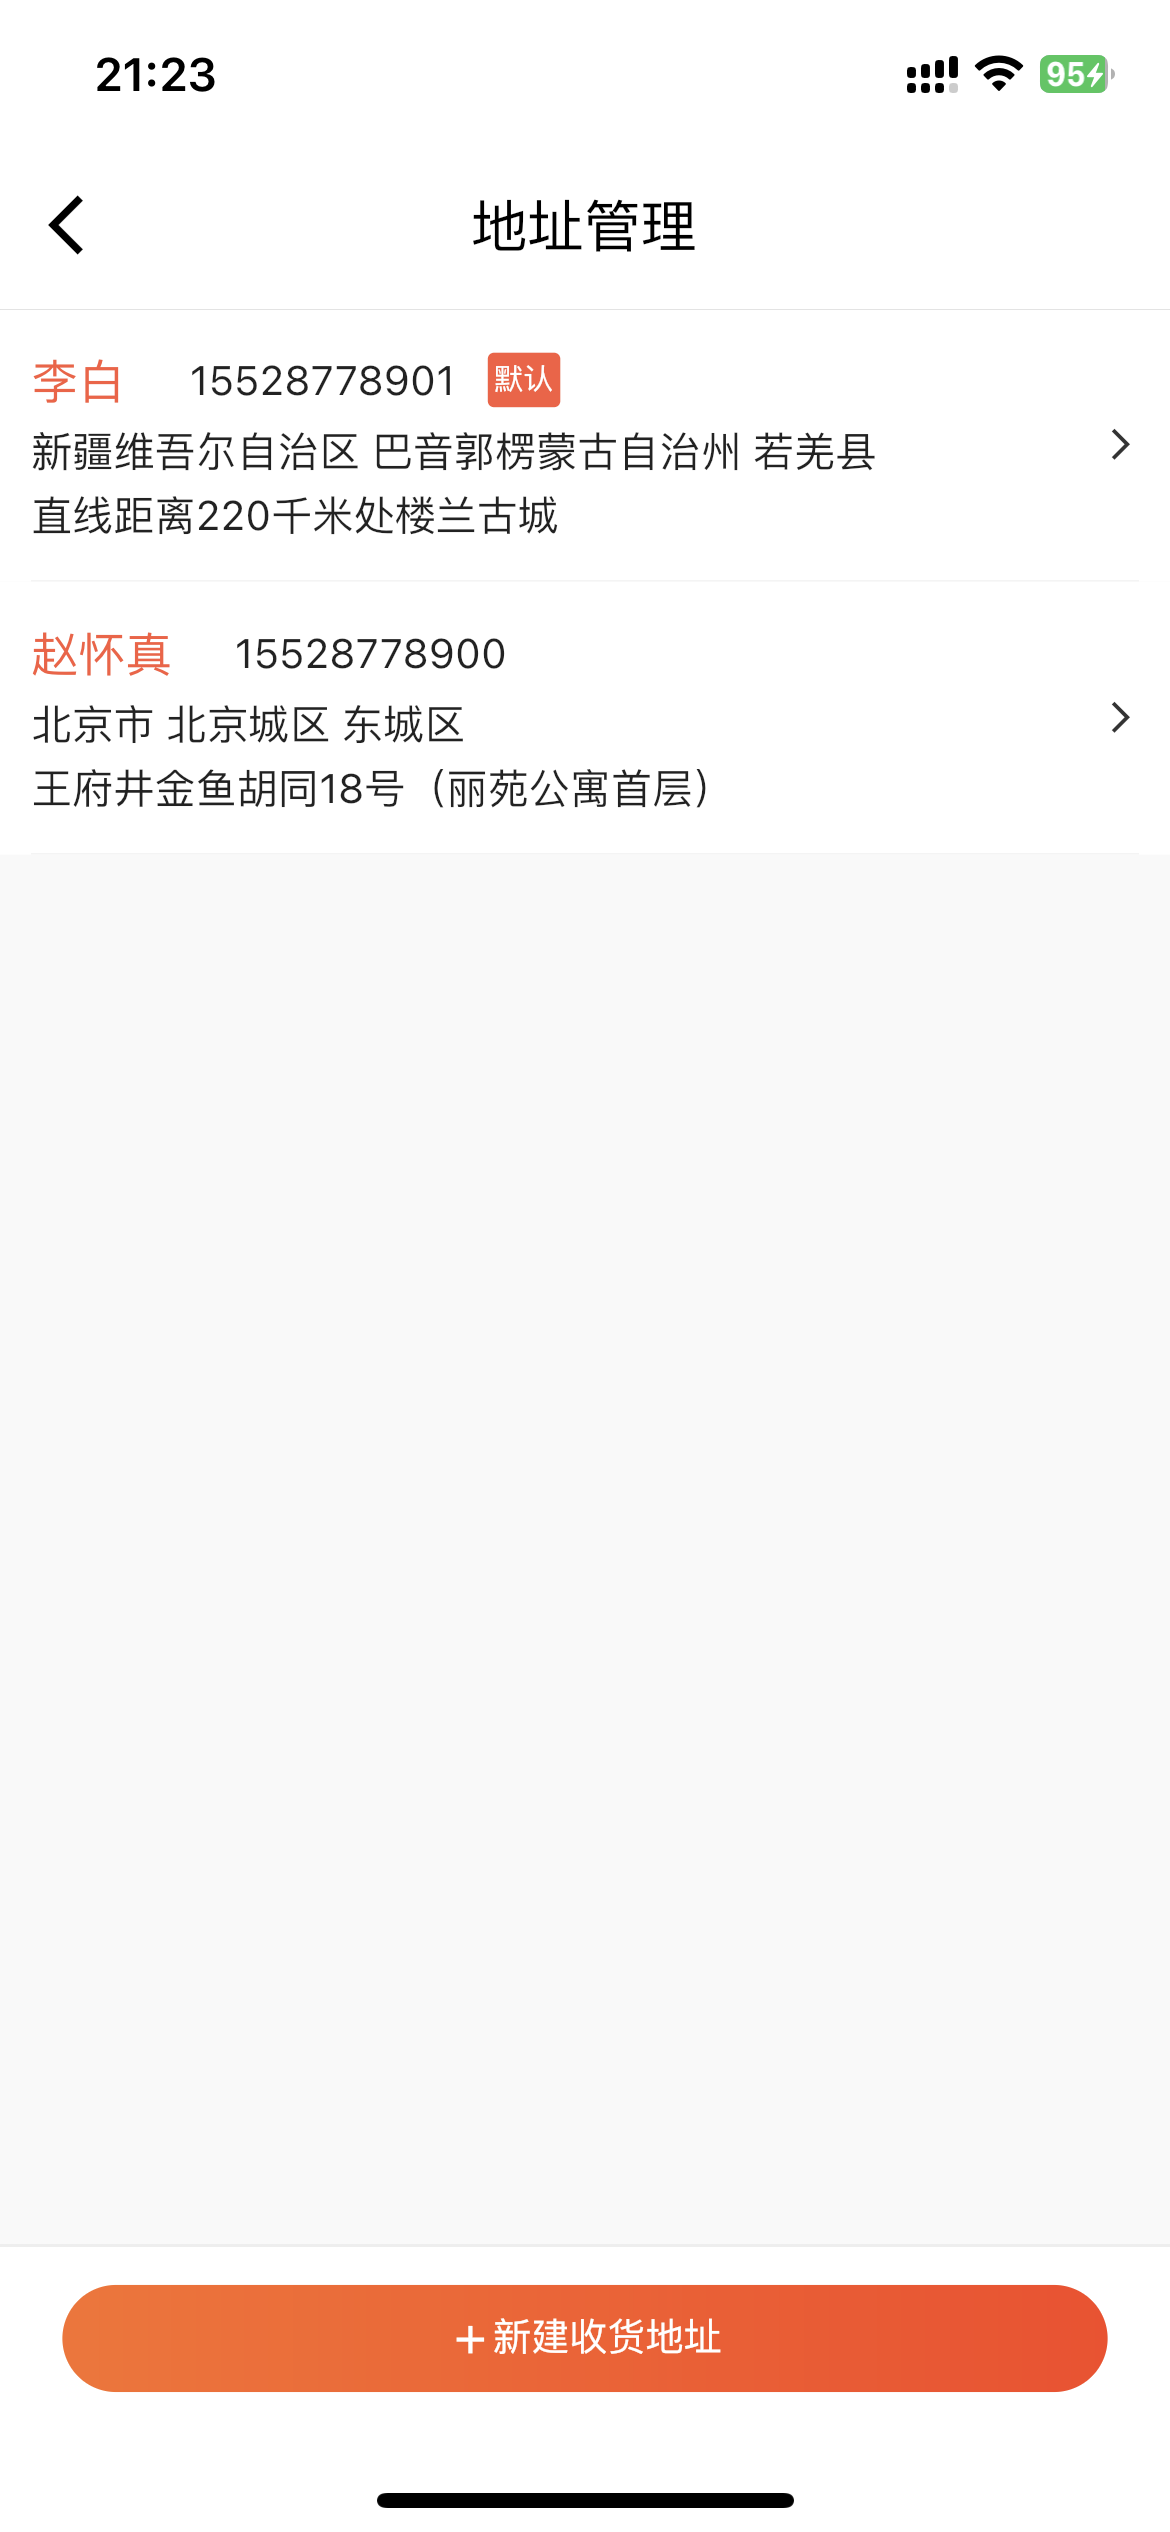 21:23
95
地址管理
李白 15528778901 默认
新疆维吾尔自治区 巴音郭楞蒙古自治州 若羌县
直线距离220千米处楼兰古城
赵怀真 15528778900
北京市 北京城区 东城区
王府井金鱼胡同18号（丽苑公寓首层）
+新建收货地址